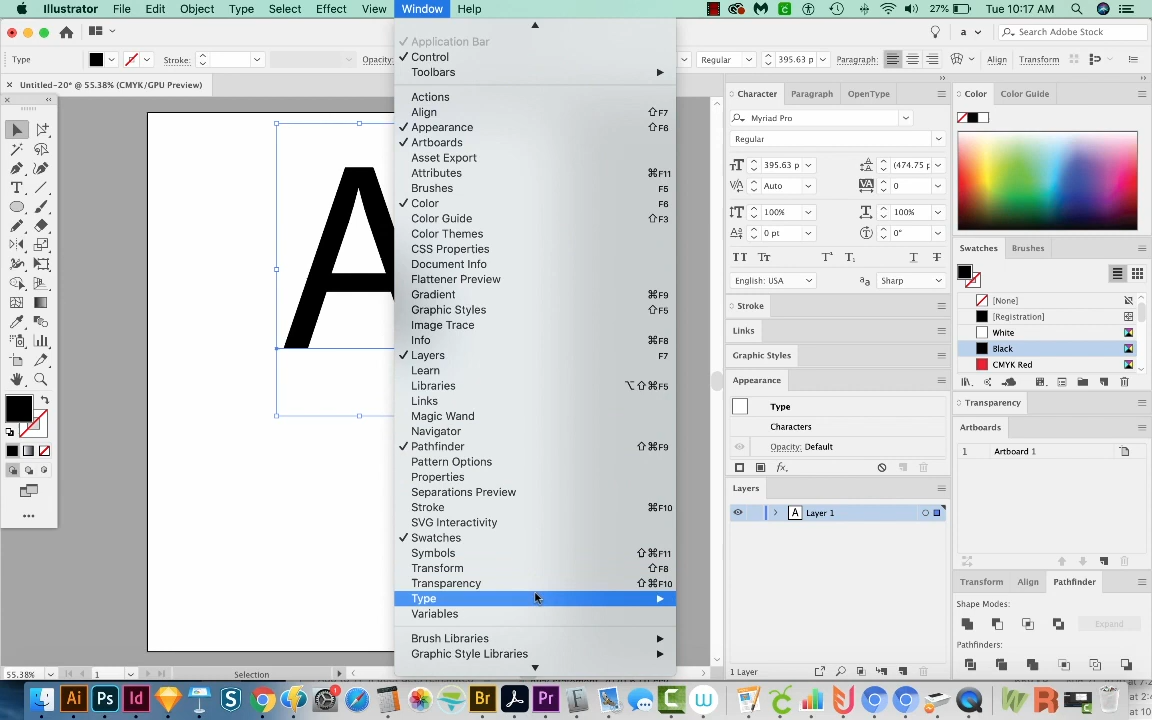 Illustrator File Edit Object Type Select Effect View Window Help 27% Tue 10:17 AM
a Search Adobe Stock
Type Stroke: Opacity: Regular 395.63 p Paragraph: Align Transform
Untitled-20* @ 55.38% (CMYK/GPU Preview)
A
Application Bar
Control
Toolbars
Actions
Align ⇧F7
Appearance ⇧F6
Artboards
Asset Export
Attributes ⌘F11
Brushes F5
Color F6
Color Guide ⇧F3
Color Themes
CSS Properties
Document Info
Flattener Preview
Gradient ⌘F9
Graphic Styles ⇧F5
Image Trace
Info ⌘F8
Layers F7
Learn
Libraries ⌥⇧⌘F5
Links
Magic Wand
Navigator
Pathfinder ⇧⌘F9
Pattern Options
Properties
Separations Preview
Stroke ⌘F10
SVG Interactivity
Swatches
Symbols ⇧⌘F11
Transform ⇧F8
Transparency ⇧⌘F10
Type
Variables
Brush Libraries
Graphic Style Libraries
Character Paragraph OpenType
Myriad Pro
Regular
395.63 p (474.75 p
Auto 0
100% 100%
0 pt 0°
English: USA Sharp
Stroke
Links
Graphic Styles
Appearance
Type
Characters
Opacity: Default
fx
Layers
A Layer 1
1 Layer
Color Color Guide
Swatches Brushes
[None]
[Registration]
White
Black
CMYK Red
Transparency
Artboards
1 Artboard 1
Transform Align Pathfinder
Shape Modes:
Expand
Pathfinders:
55.38% 1 Selection
Ai Ps Id S Br Pr F C w